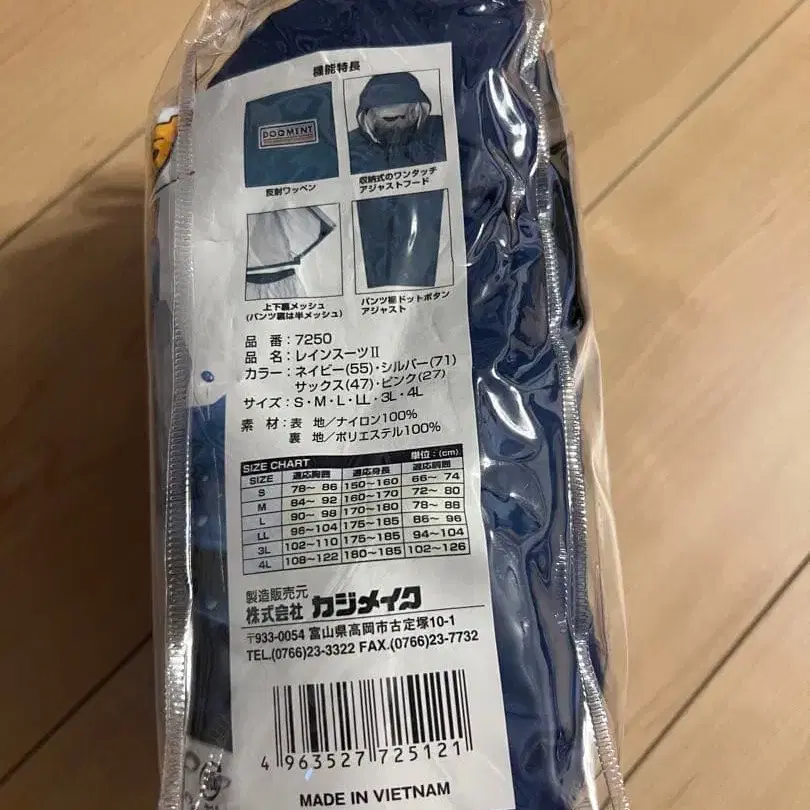 機能特長
DOQMENT
反射ワッペン
収納式のワンタッチ
アジャストフード
上下裏メッシュ
(パンツ裏は半メッシュ)
パンツ裾ドットボタン
アジャスト
品 番：7250
品 名：レインスーツⅡ
カラー：ネイビー(55)・シルバー(71)
サックス(47)・ピンク(27)
サイズ：S・M・L・LL・3L・4L
素 材：表 地／ナイロン100%
裏 地／ポリエステル100%
SIZE CHART 単位：(cm)
SIZE 適応胸囲 適応身長 適応胴囲
S 78〜 86 150〜160 66〜 74
M 84〜 92 160〜170 72〜 80
L 90〜 98 170〜180 78〜 88
LL 96〜104 175〜185 86〜 96
3L 102〜110 175〜185 94〜104
4L 108〜122 180〜185 102〜126
製造販売元
株式会社 カジメイク
〒933-0054 富山県高岡市古定塚10-1
TEL.(0766)23-3322 FAX.(0766)23-7732
4 963527 725121
MADE IN VIETNAM